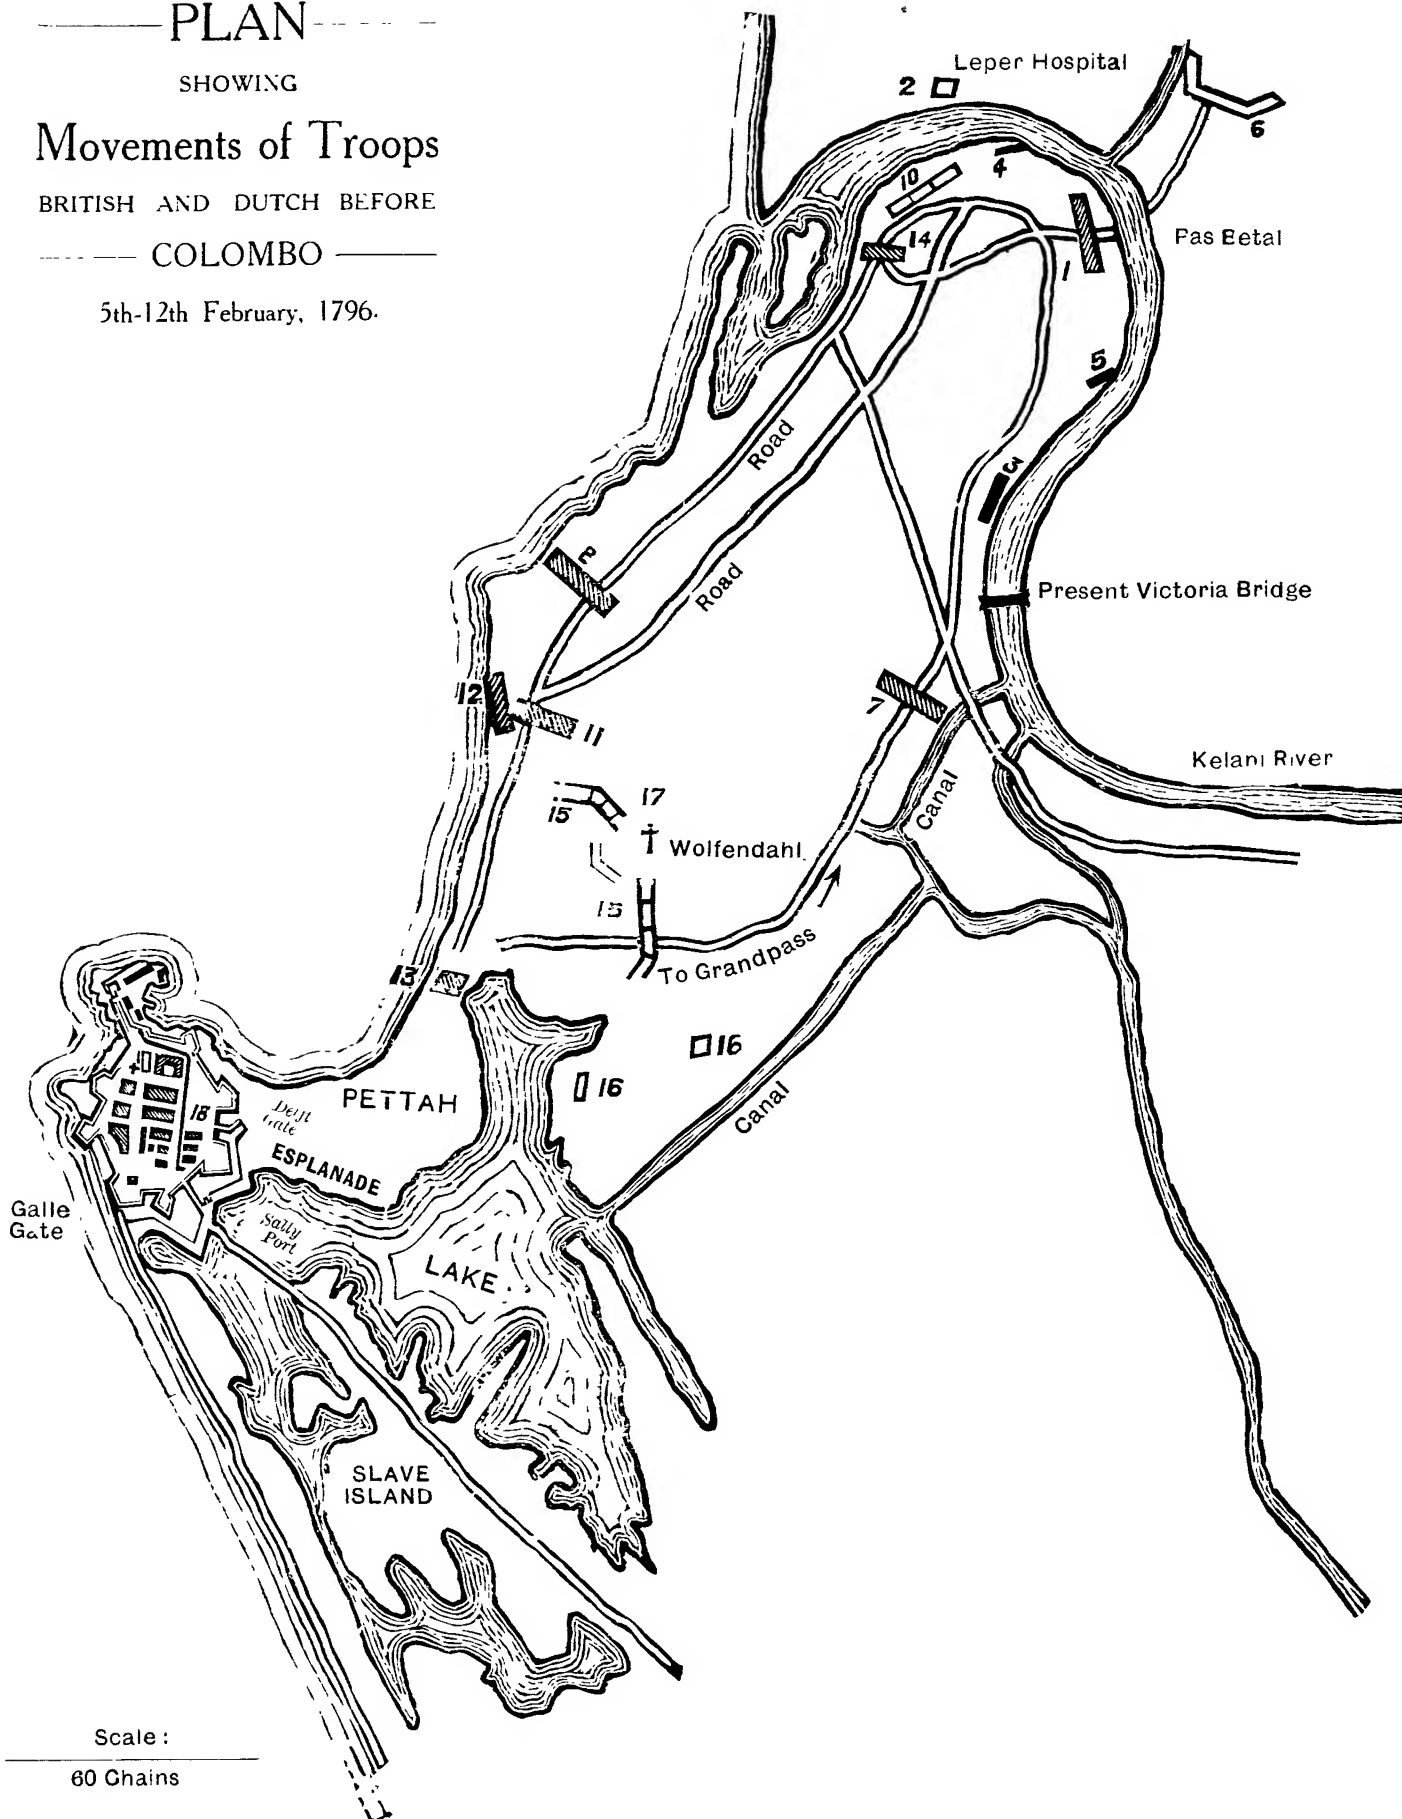 PLAN
SHOWING
Movements of Troops
BRITISH AND DUTCH BEFORE
COLOMBO
5th-12th February, 1796.
Leper Hospital
2
6
4
10
14
1
Pas Betal
5
3
Road
Road
Present Victoria Bridge
12
11
7
Kelani River
Canal
17
15
Wolfendahl.
15
To Grandpass
13
16
16
Canal
PETTAH
18
Delft
Gate
ESPLANADE
Galle
Gate
Sally
Port
LAKE
SLAVE
ISLAND
Scale :
60 Chains